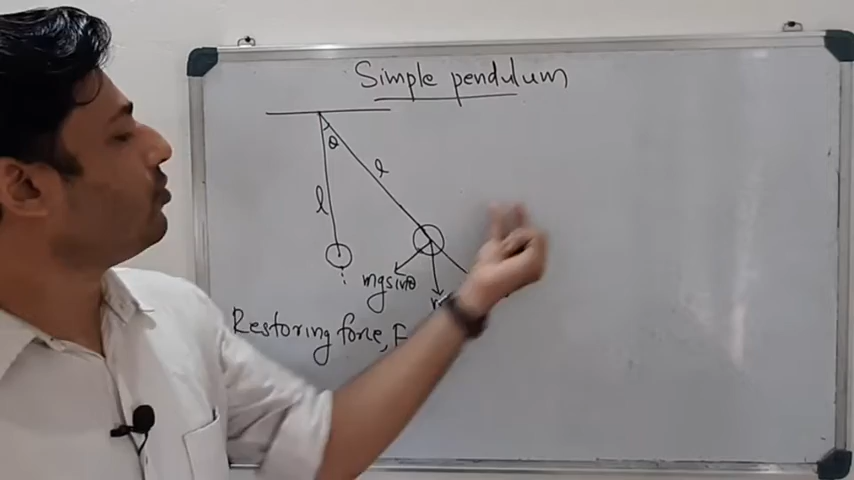 Simple pendulum
θ
l
l
mgsinθ
m
Restoring force, F